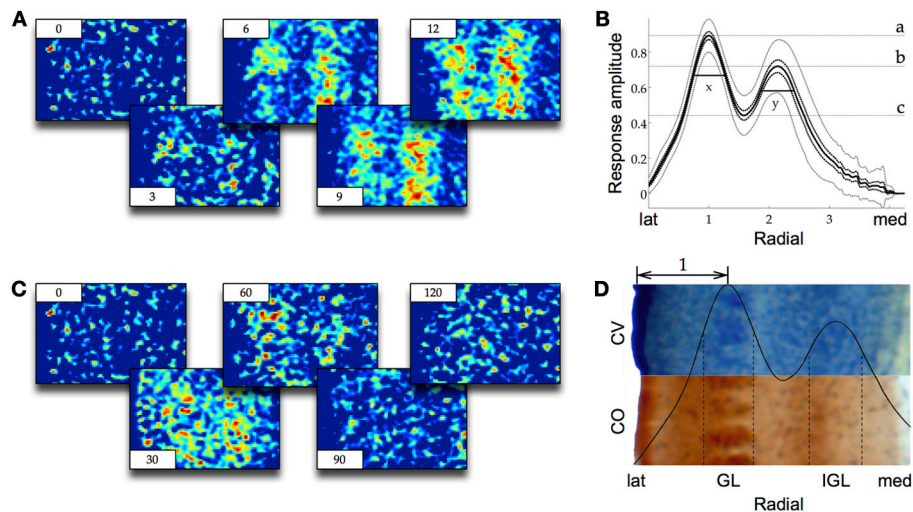 A
0
6
12
3
9
B
Response amplitude
0.8
0.6
0.4
0.2
0
a
b
c
x
y
lat
1
2
3
med
Radial
C
0
60
120
30
90
D
1
CV
CO
lat
GL
IGL
med
Radial